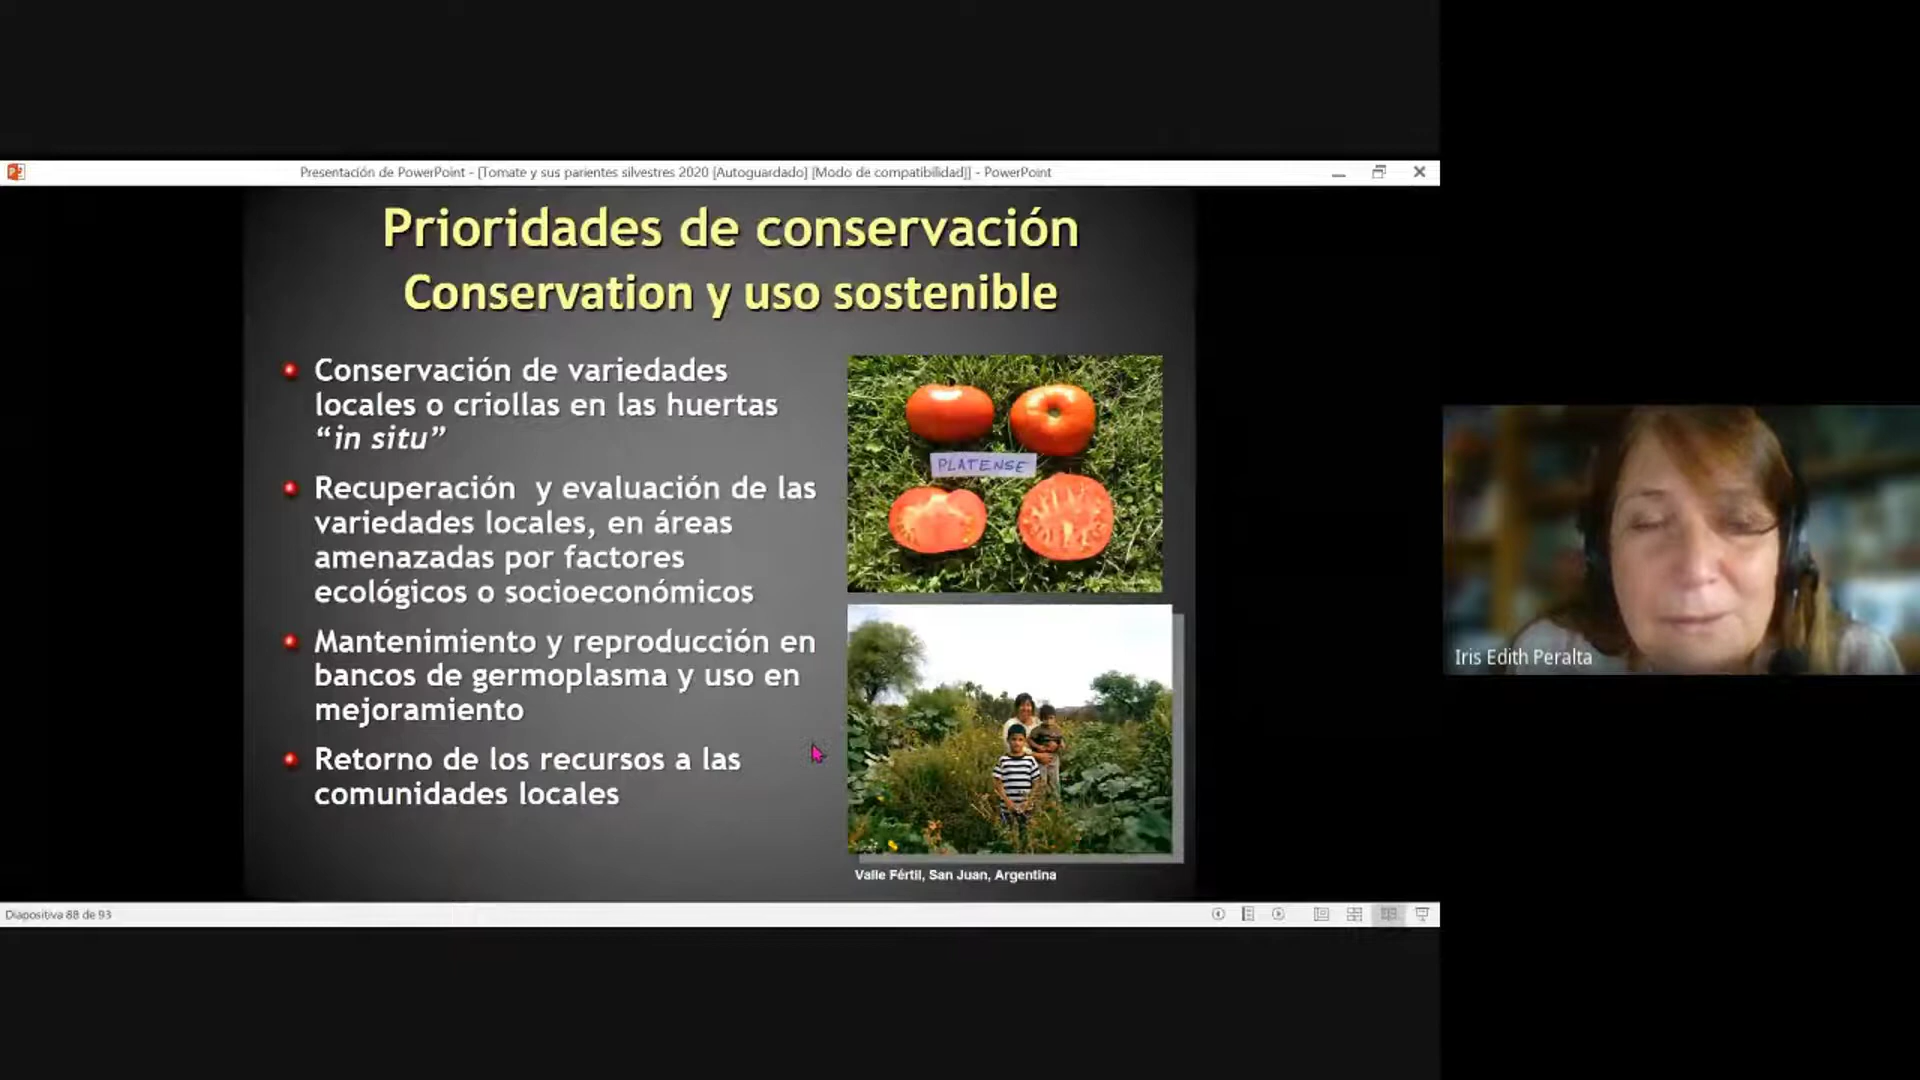 Presentación de PowerPoint - [Tomate y sus parientes silvestres 2020 [Autoguardado] [Modo de compatibilidad]] - PowerPoint
Prioridades de conservación
Conservation y uso sostenible
Conservación de variedades
locales o criollas en las huertas
“in situ”
Recuperación y evaluación de las
variedades locales, en áreas
amenazadas por factores
ecológicos o socioeconómicos
Mantenimiento y reproducción en
bancos de germoplasma y uso en
mejoramiento
Retorno de los recursos a las
comunidades locales
PLATENSE
Valle Fértil, San Juan, Argentina
Iris Edith Peralta
Diapositiva 88 de 93